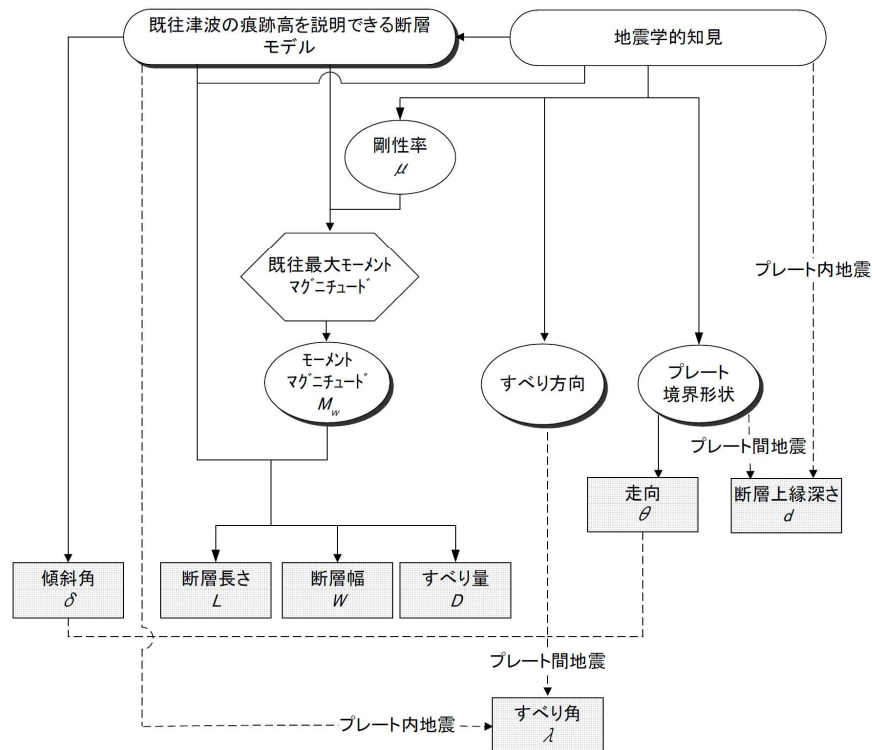 既往津波の痕跡高を説明できる断層
モデル
地震学的知見
剛性率
μ
既往最大ﾓｰﾒﾝﾄ
ﾏｸﾞﾆﾁｭｰﾄﾞ
プレート内地震
ﾓｰﾒﾝﾄ
ﾏｸﾞﾆﾁｭｰﾄﾞ
Mw
すべり方向
プレート
境界形状
プレート間地震
走向
θ
断層上縁深さ
d
傾斜角
δ
断層長さ
L
断層幅
W
すべり量
D
プレート間地震
すべり角
λ
プレート内地震